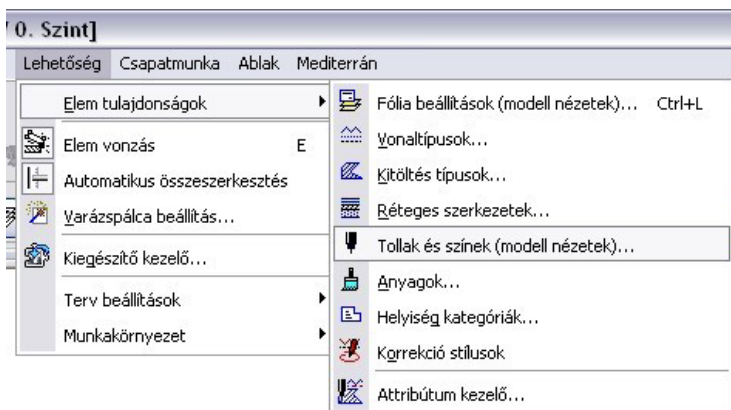 0. Szint]
Lehetőség Csapatmunka Ablak Mediterrán
Elem tulajdonságok
Elem vonzás E
Automatikus összeszerkesztés
Varázspálca beállítás...
Kiegészítő kezelő...
Terv beállítások
Munkakörnyezet
Fólia beállítások (modell nézetek)... Ctrl+L
Vonaltípusok...
Kitöltés típusok...
Réteges szerkezetek...
Tollak és színek (modell nézetek)...
Anyagok...
Helyiség kategóriák...
Korrekció stílusok
Attribútum kezelő...